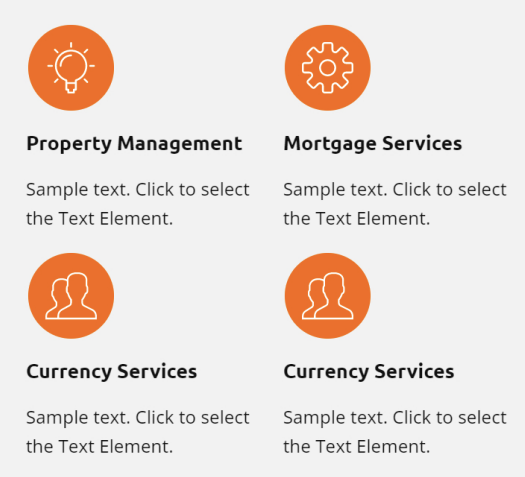 Property Management
Sample text. Click to select
the Text Element.
Mortgage Services
Sample text. Click to select
the Text Element.
Currency Services
Sample text. Click to select
the Text Element.
Currency Services
Sample text. Click to select
the Text Element.